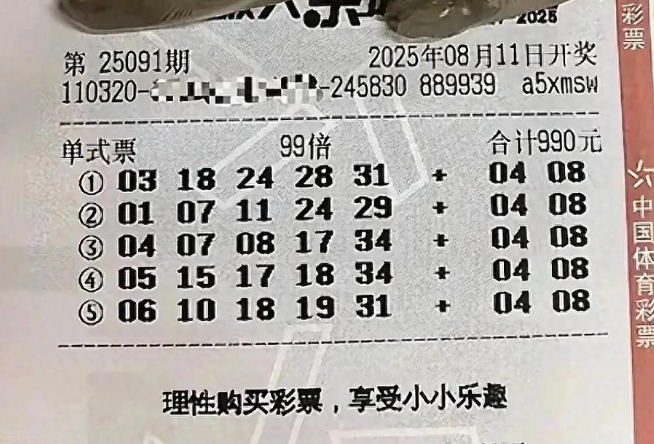 2025
彩票
第 25091期 2025年08月11日开奖
110320- -245830 889939 a5xmsw
单式票 99倍 合计990元
① 03 18 24 28 31 + 04 08
② 01 07 11 24 29 + 04 08
③ 04 07 08 17 34 + 04 08
④ 05 15 17 18 34 + 04 08
⑤ 06 10 18 19 31 + 04 08
中国体育彩票
理性购买彩票，享受小小乐趣